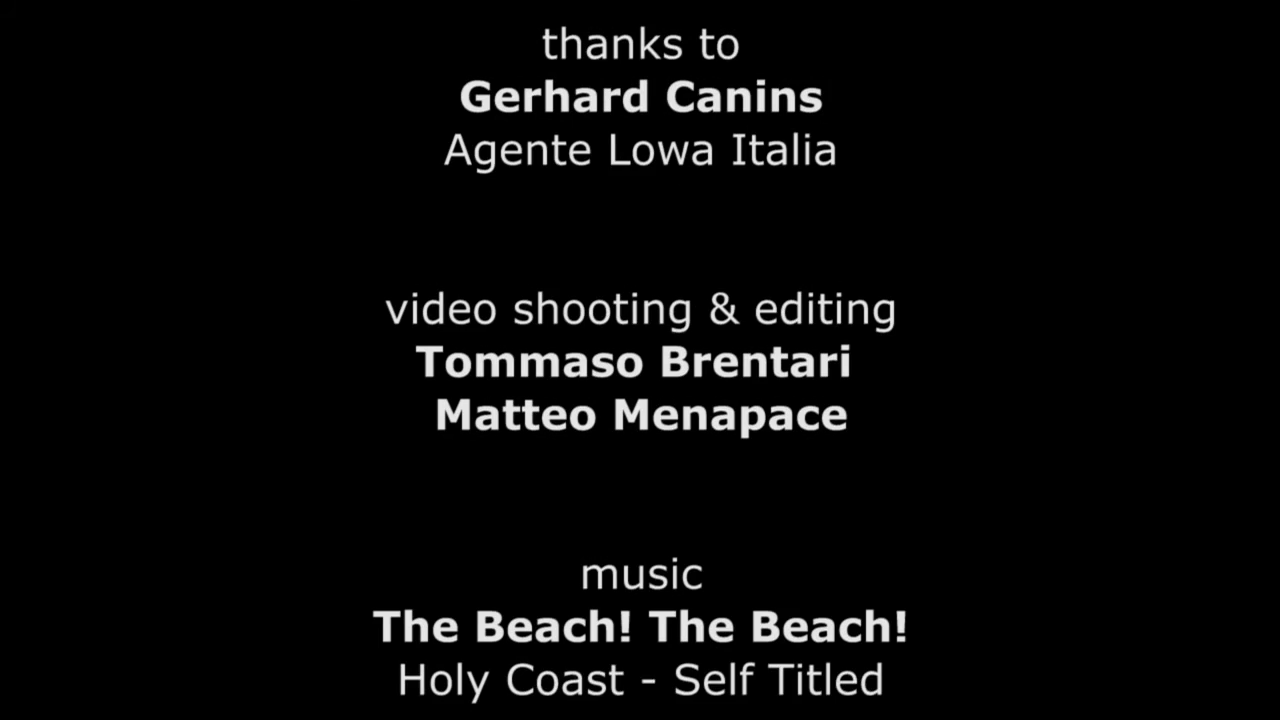 thanks to
Gerhard Canins
Agente Lowa Italia
video shooting & editing
Tommaso Brentari
Matteo Menapace
music
The Beach! The Beach!
Holy Coast - Self Titled